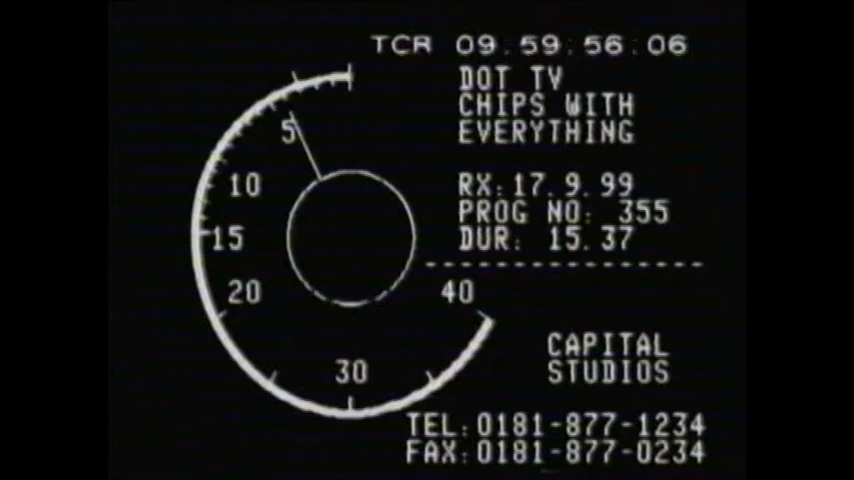 TCR 09:59:56:06
DOT TV
CHIPS WITH
EVERYTHING
RX:17.9.99
PROG NO: 355
DUR: 15.37
5
10
15
20
30
40
CAPITAL
STUDIOS
TEL:0181-877-1234
FAX:0181-877-0234